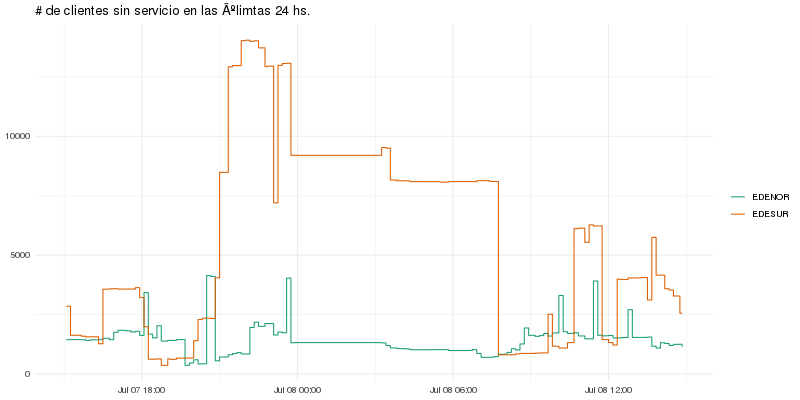 # de clientes sin servicio en las Ãºlimtas 24 hs.
10000
5000
0
Jul 07 18:00
Jul 08 00:00
Jul 08 06:00
Jul 08 12:00
EDENOR
EDESUR